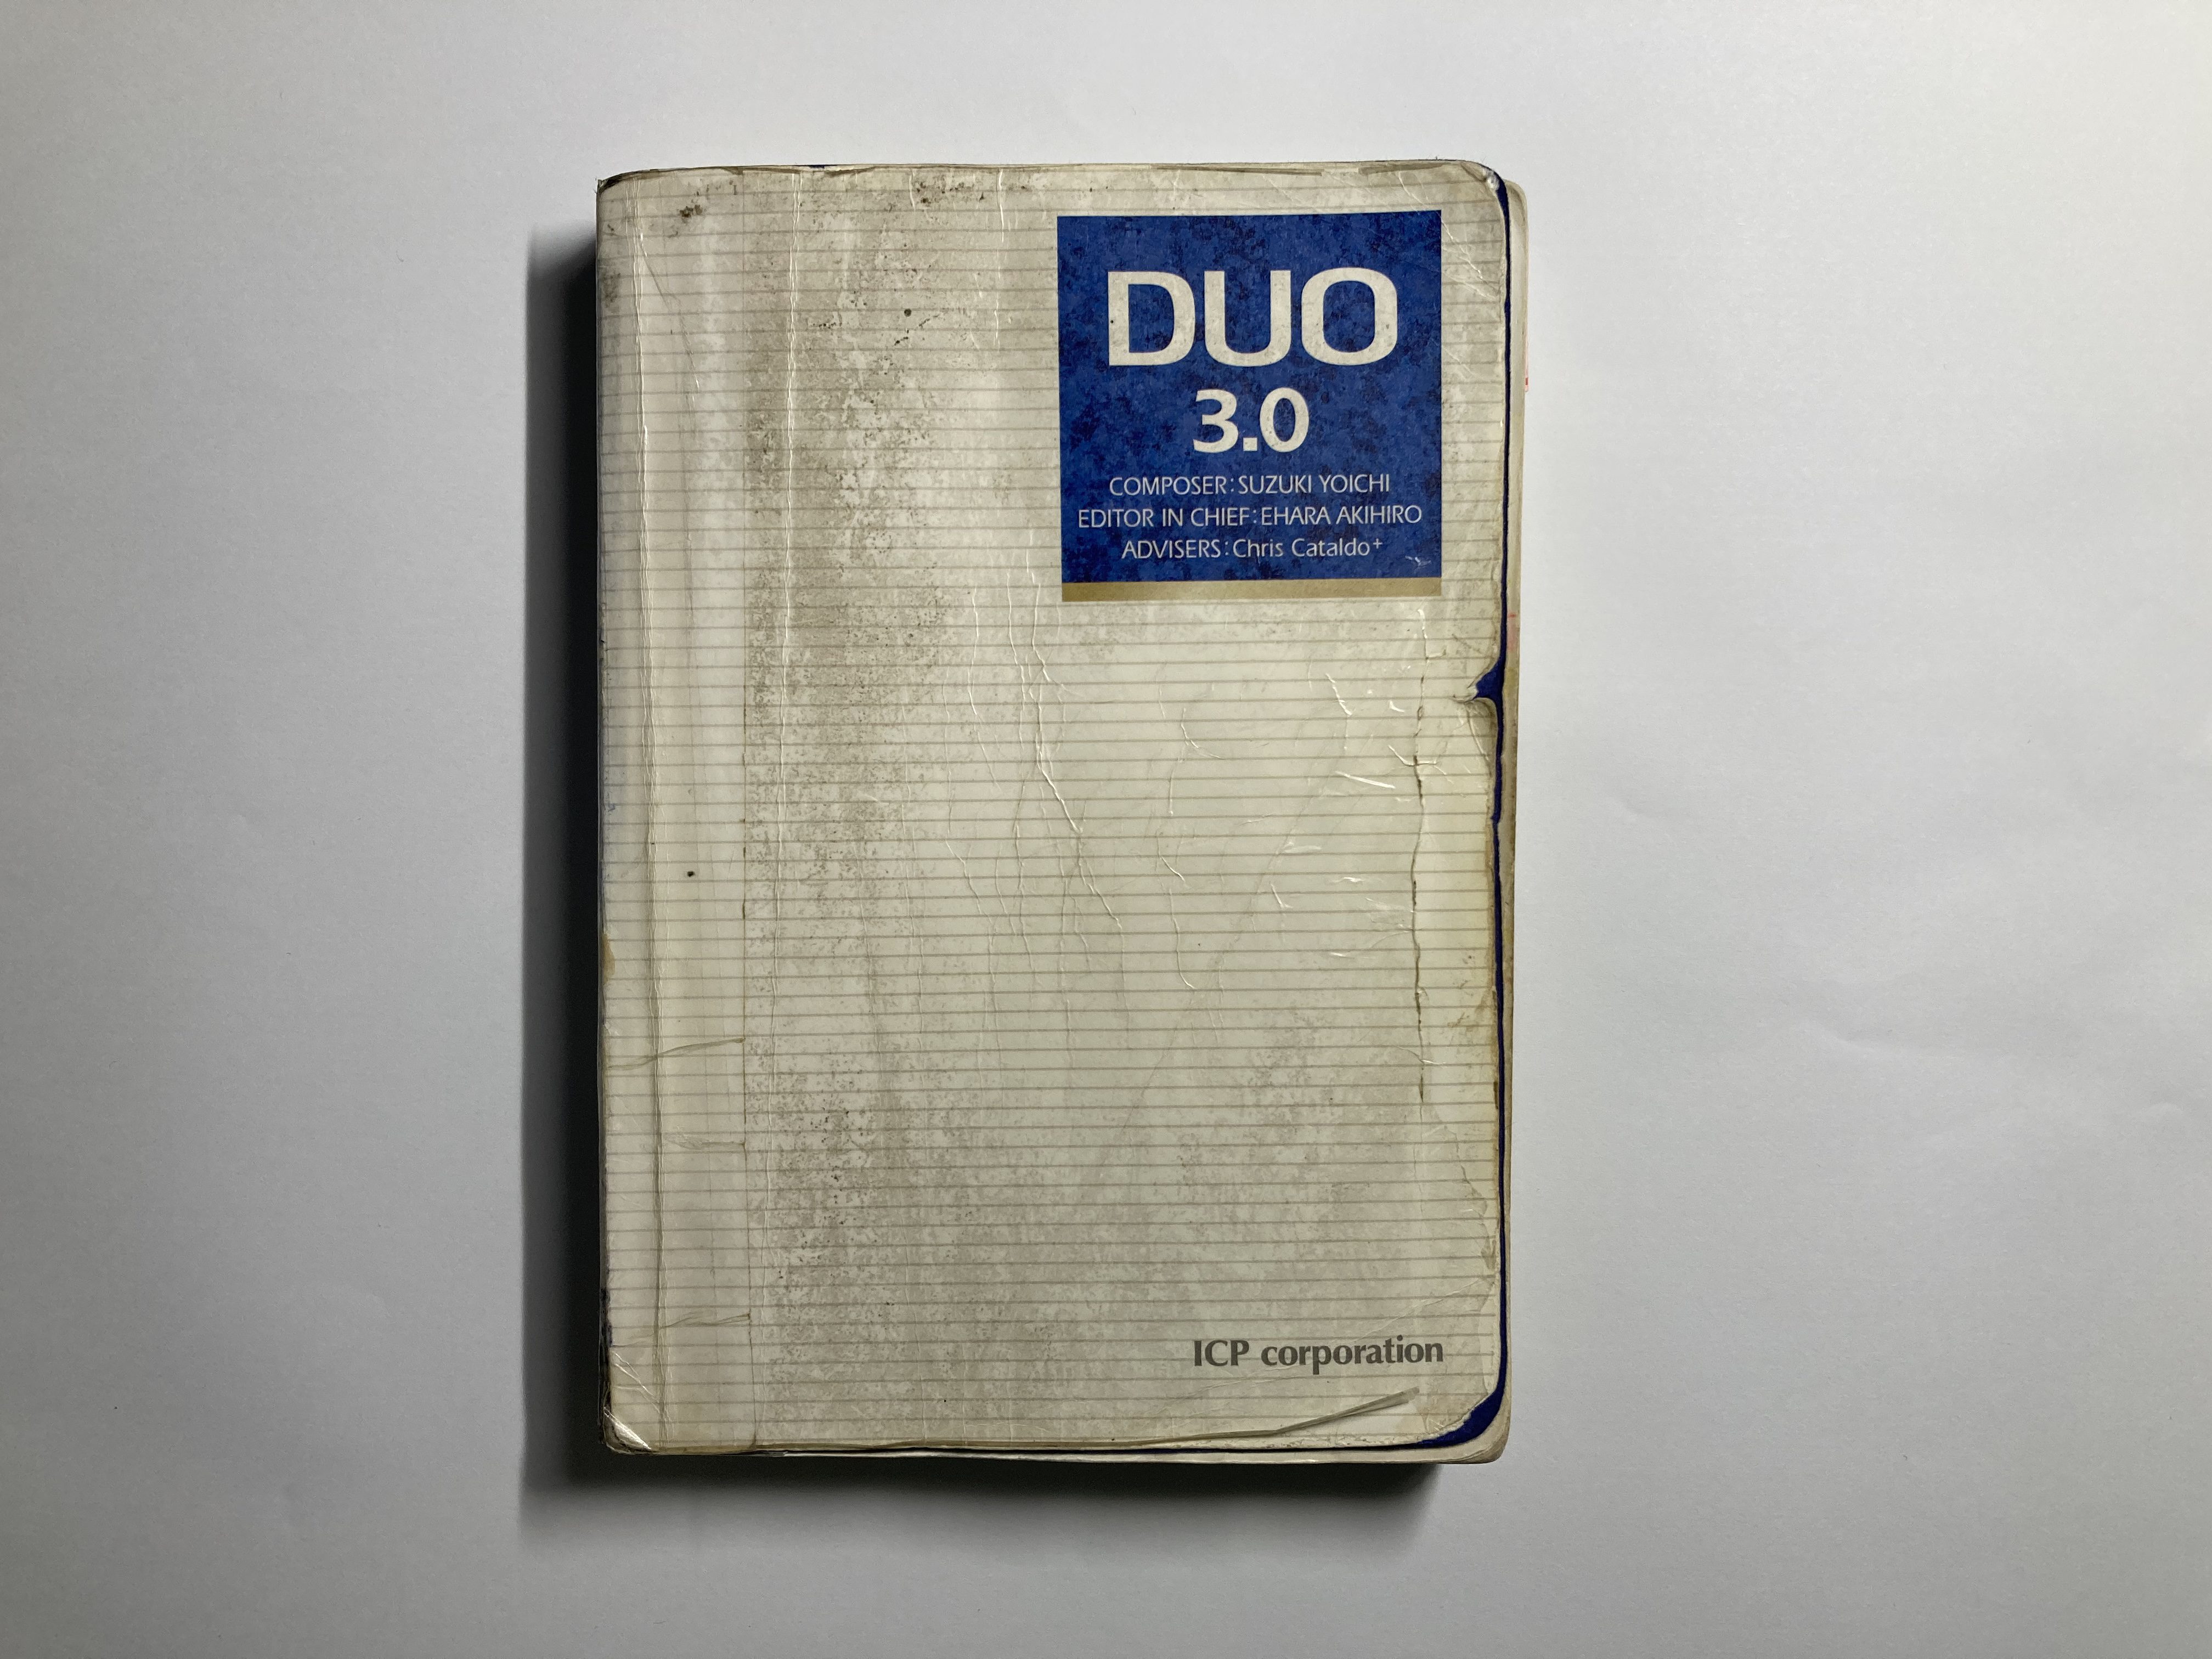 DUO
3.0
COMPOSER:SUZUKI YOICHI
EDITOR IN CHIEF:EHARA AKIHIRO
ADVISERS:Chris Cataldo+
ICP corporation